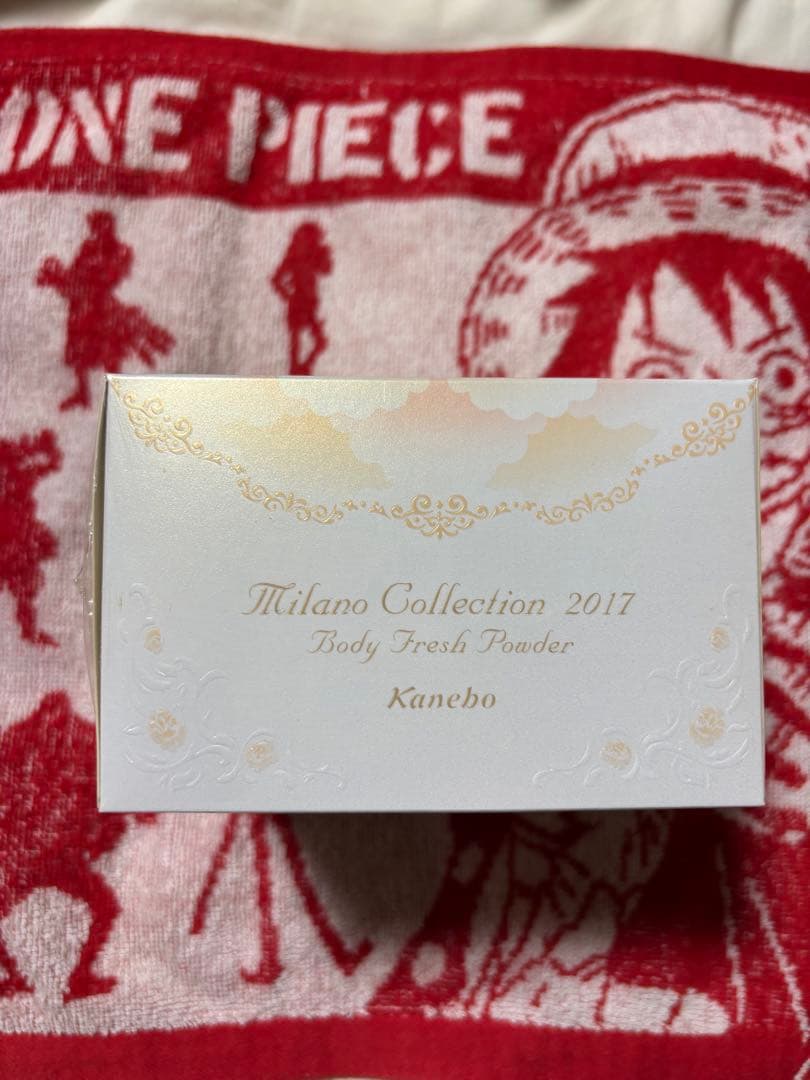 ONE PIECE
Milano Collection 2017
Body Fresh Powder
Kanebo